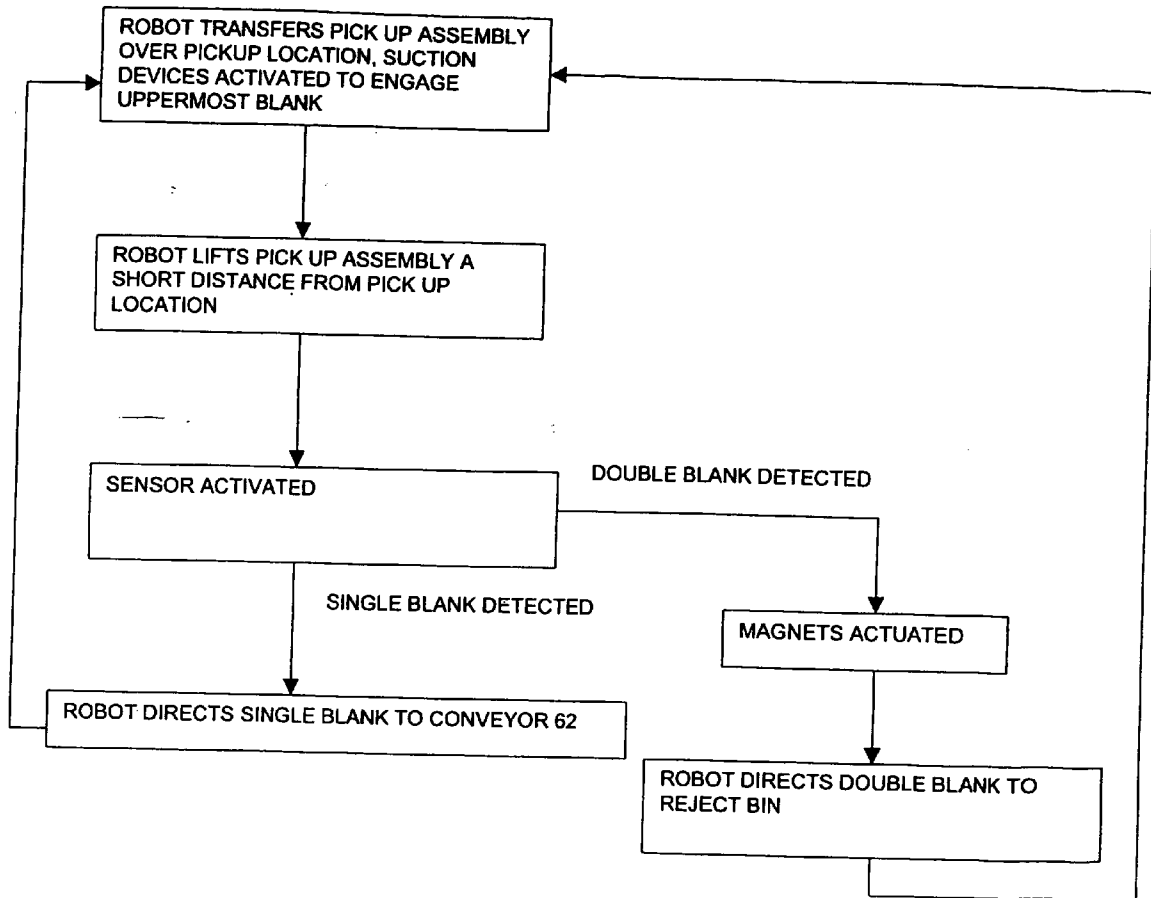 ROBOT TRANSFERS PICK UP ASSEMBLY
OVER PICKUP LOCATION, SUCTION
DEVICES ACTIVATED TO ENGAGE
UPPERMOST BLANK
ROBOT LIFTS PICK UP ASSEMBLY A
SHORT DISTANCE FROM PICK UP
LOCATION
SENSOR ACTIVATED
DOUBLE BLANK DETECTED
SINGLE BLANK DETECTED
MAGNETS ACTUATED
ROBOT DIRECTS SINGLE BLANK TO CONVEYOR 62
ROBOT DIRECTS DOUBLE BLANK TO
REJECT BIN